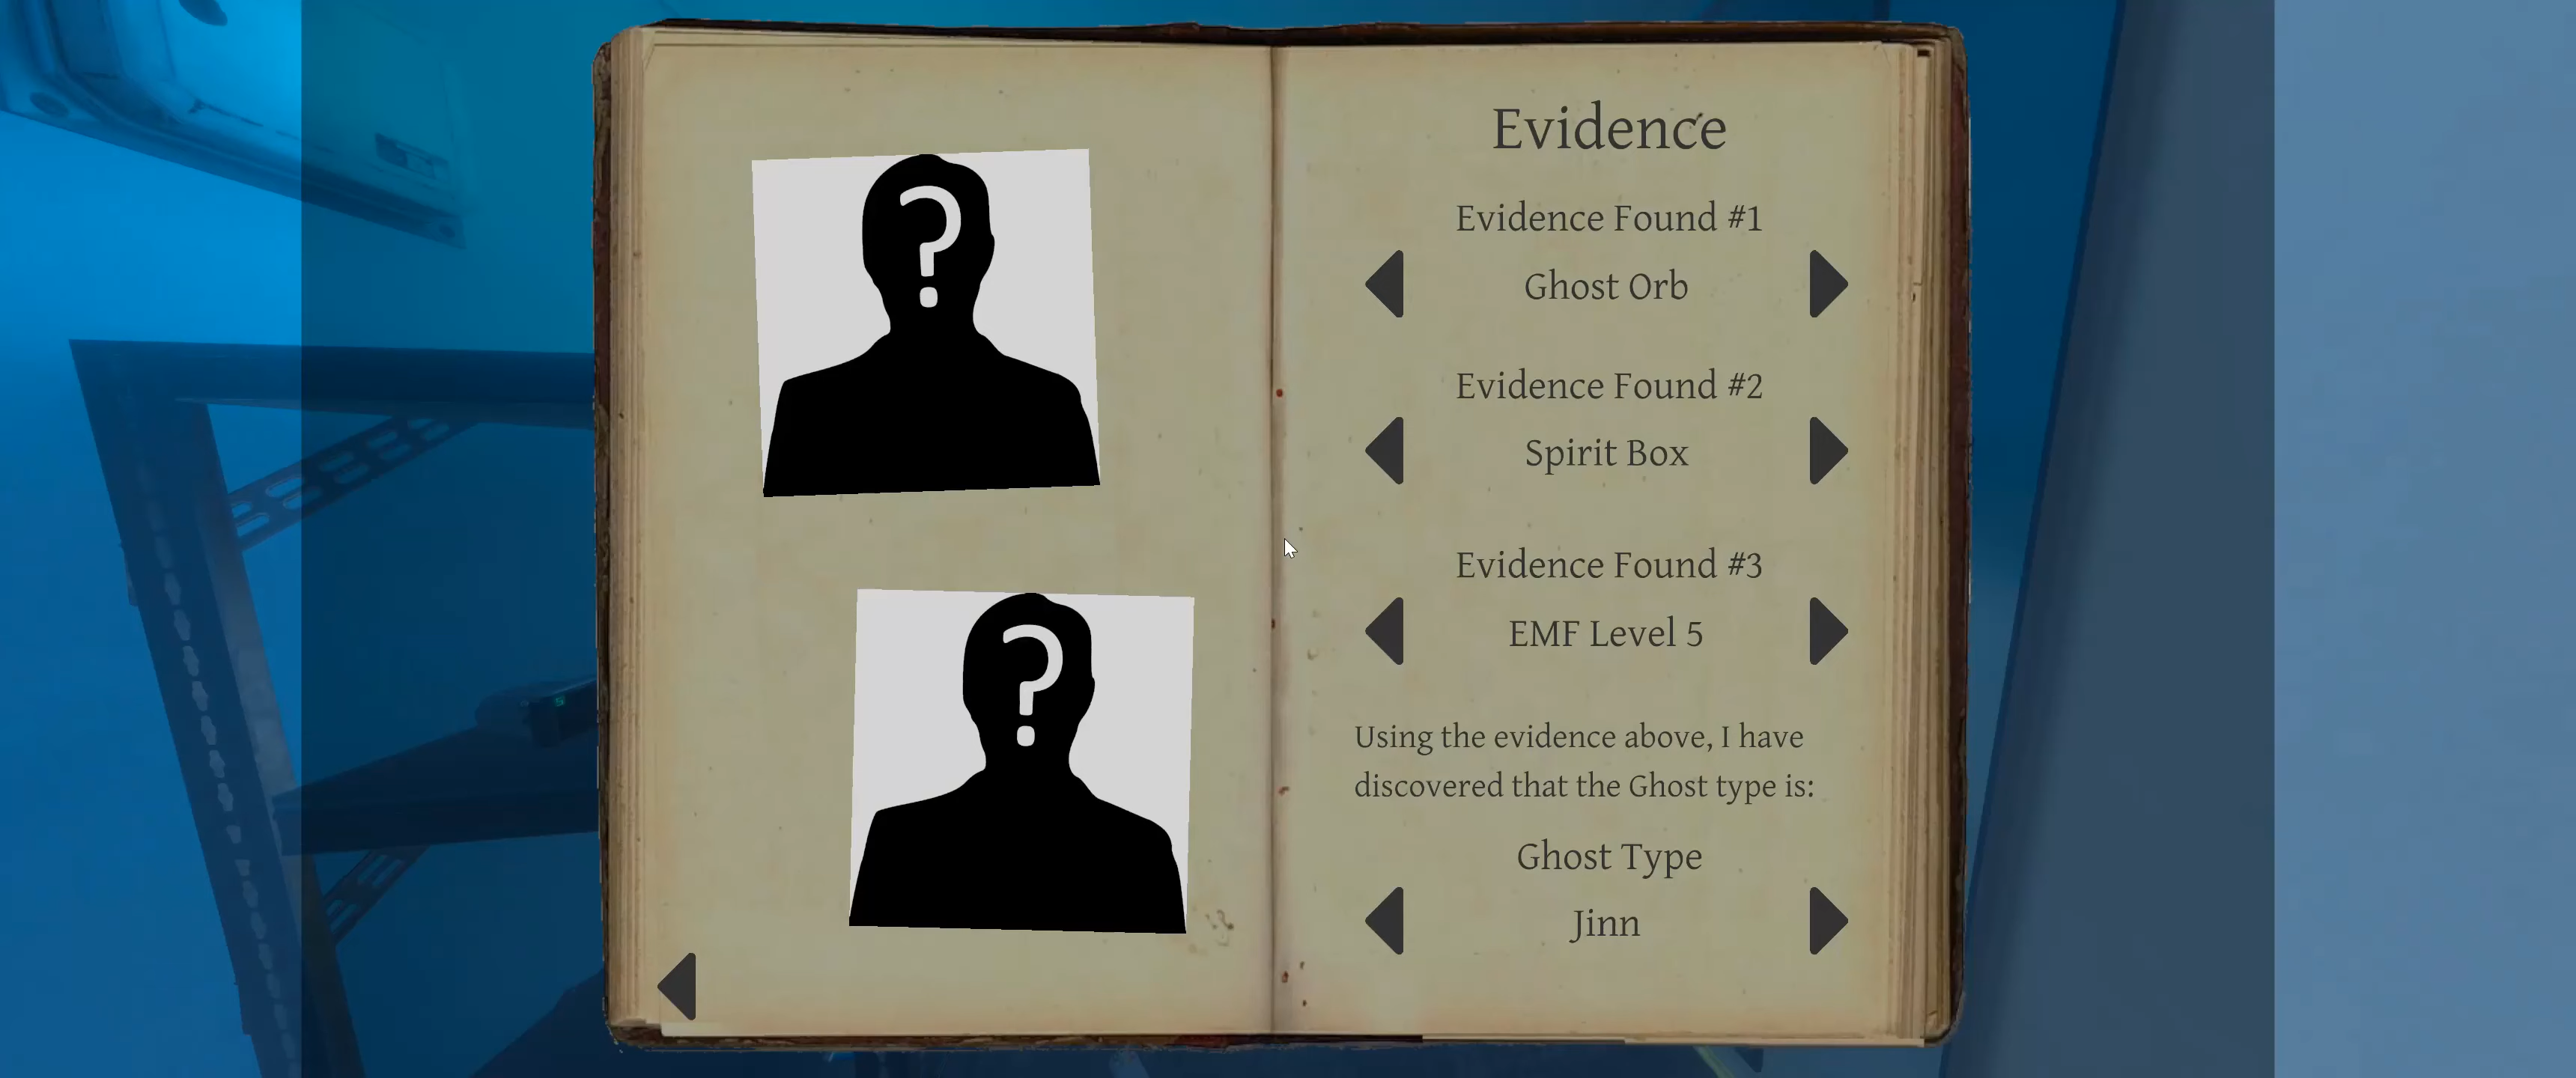 ?
?
Evidence
Evidence Found #1
Ghost Orb
Evidence Found #2
Spirit Box
Evidence Found #3
EMF Level 5
Using the evidence above, I have
discovered that the Ghost type is:
Ghost Type
Jinn